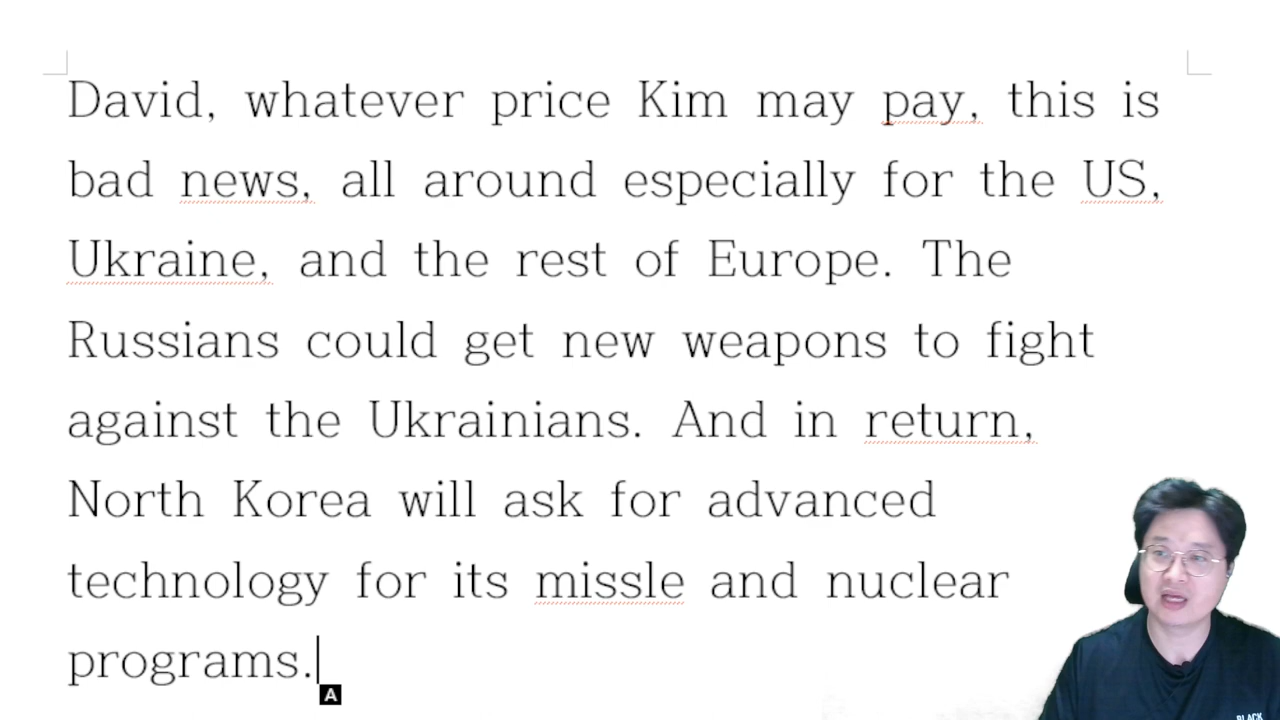 David, whatever price Kim may pay, this is
bad news, all around especially for the US,
Ukraine, and the rest of Europe. The
Russians could get new weapons to fight
against the Ukrainians. And in return,
North Korea will ask for advanced
technology for its missle and nuclear
programs.
A
BLACK